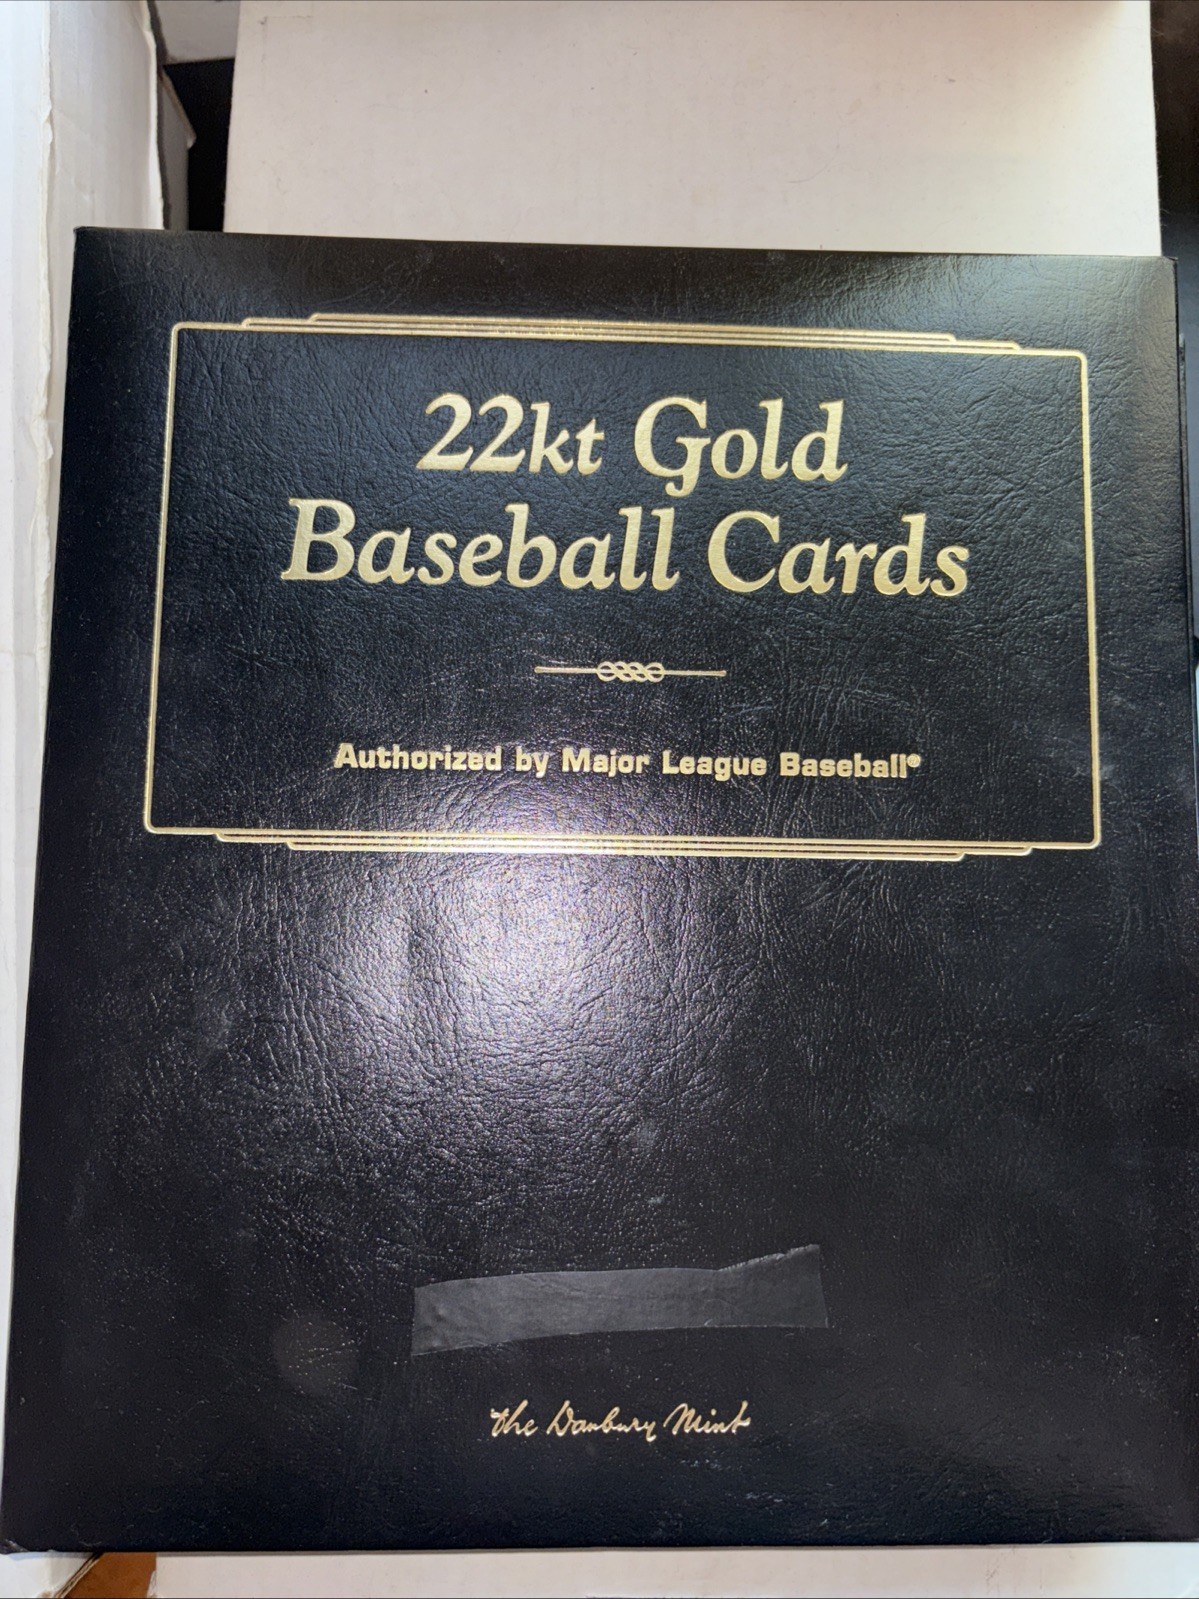 22kt Gold
Baseball Cards
Authorized by Major League Baseball®
the Danbury Mint